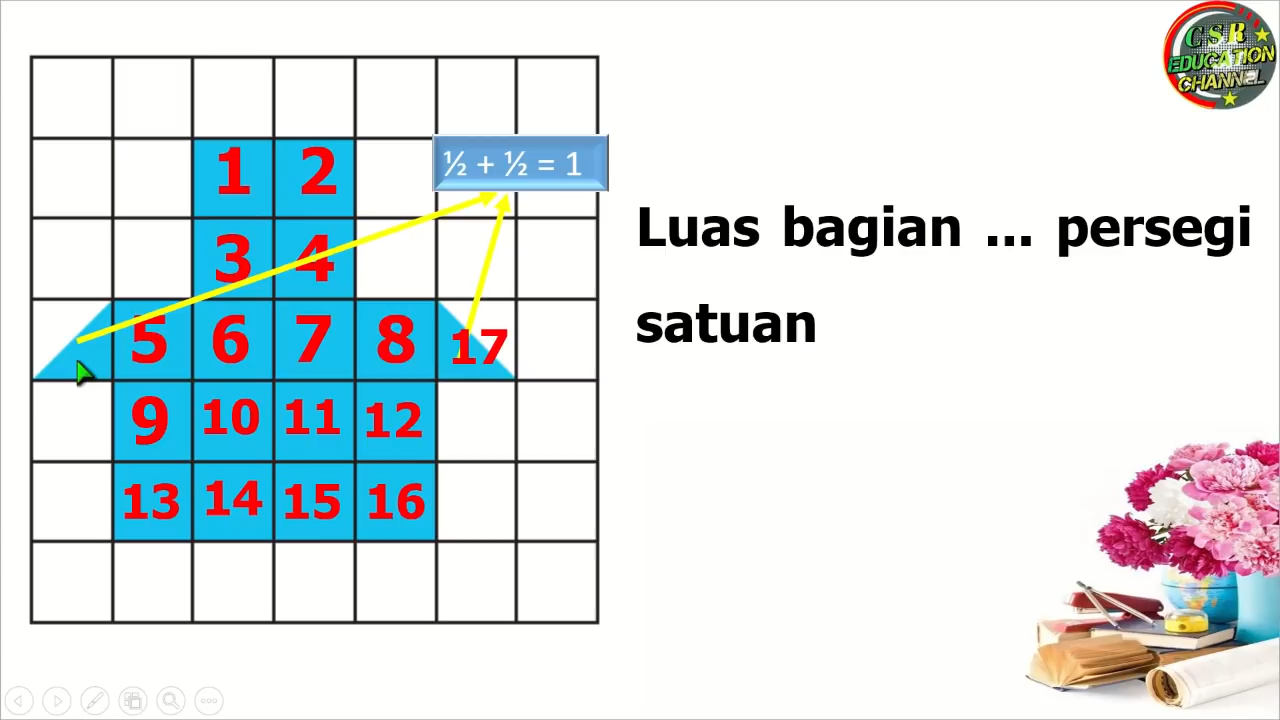 CSR
EDUCATION
CHANNEL
1 2
½ + ½ = 1
3 4
5 6 7 8 17
9 10 11 12
13 14 15 16
Luas bagian ... persegi
satuan